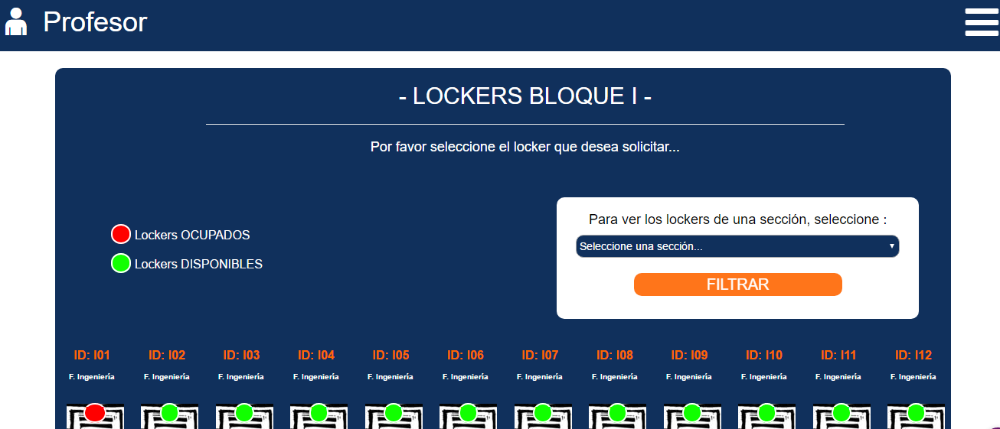 Profesor
- LOCKERS BLOQUE I -
Por favor seleccione el locker que desea solicitar...
Para ver los lockers de una sección, seleccione :
Lockers OCUPADOS
Seleccione una sección...
Lockers DISPONIBLES
FILTRAR
ID: I01 ID: I02 ID: I03 ID: I04 ID: I05 ID: I06 ID: I07 ID: I08 ID: I09 ID: I10 ID: I11 ID: I12
F. Ingeniería F. Ingeniería F. Ingeniería F. Ingeniería F. Ingeniería F. Ingeniería F. Ingeniería F. Ingeniería F. Ingeniería F. Ingeniería F. Ingeniería F. Ingeniería